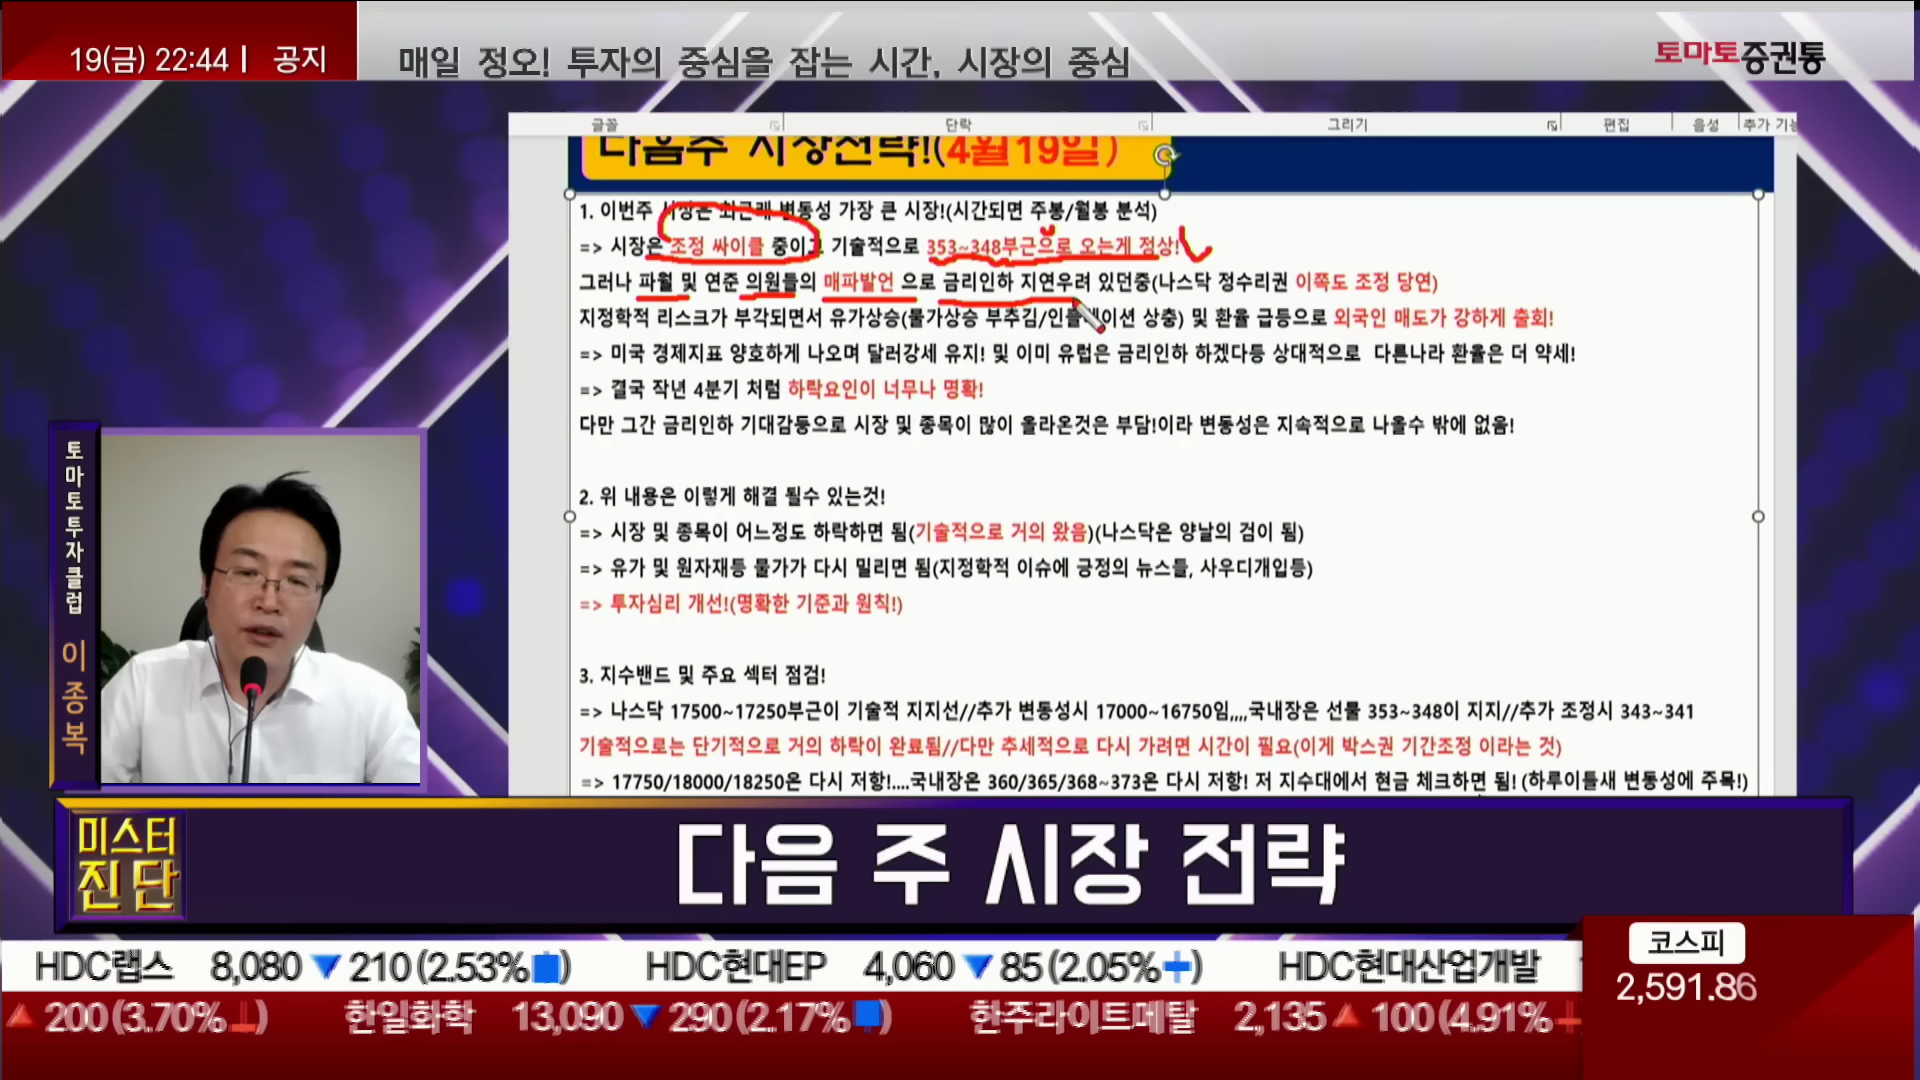 19(금) 22:44 | 공지
매일 정오! 투자의 중심을 잡는 시간, 시장의 중심
토마토증권통
글꼴 단락 그리기 편집 음성 추가 기능
다음주 시장전략!(4월19일)
1. 이번주 시장은 최근래 변동성 가장 큰 시장!(시간되면 주봉/월봉 분석)
=> 시장은 조정 싸이클 중이고 기술적으로 353~348부근으로 오는게 정상!
그러나 파월 및 연준 의원들의 매파발언 으로 금리인하 지연우려 있던중(나스닥 정수리권 이쪽도 조정 당연)
지정학적 리스크가 부각되면서 유가상승(물가상승 부추김/인플레이션 상충) 및 환율 급등으로 외국인 매도가 강하게 출회!
=> 미국 경제지표 양호하게 나오며 달러강세 유지! 및 이미 유럽은 금리인하 하겠다등 상대적으로 다른나라 환율은 더 약세!
=> 결국 작년 4분기 처럼 하락요인이 너무나 명확!
다만 그간 금리인하 기대감등으로 시장 및 종목이 많이 올라온것은 부담!이라 변동성은 지속적으로 나올수 밖에 없음!
2. 위 내용은 이렇게 해결 될수 있는것!
=> 시장 및 종목이 어느정도 하락하면 됨(기술적으로 거의 왔음)(나스닥은 양날의 검이 됨)
=> 유가 및 원자재등 물가가 다시 밀리면 됨(지정학적 이슈에 긍정의 뉴스들, 사우디개입등)
=> 투자심리 개선!(명확한 기준과 원칙!)
3. 지수밴드 및 주요 섹터 점검!
=> 나스닥 17500~17250부근이 기술적 지지선//추가 변동성시 17000~16750임,,,,국내장은 선물 353~348이 지지//추가 조정시 343~341
기술적으로는 단기적으로 거의 하락이 완료됨//다만 추세적으로 다시 가려면 시간이 필요(이게 박스권 기간조정 이라는 것)
=> 17750/18000/18250은 다시 저항!....국내장은 360/365/368~373은 다시 저항! 저 지수대에서 현금 체크하면 됨! (하루이틀새 변동성에 주목!)
토마토투자클럽 이종복
미스터진단
다음 주 시장 전략
HDC랩스 8,080 ▼ 210 (2.53%) HDC현대EP 4,060 ▼ 85 (2.05%) HDC현대산업개발
▲ 200 (3.70%) 한일화학 13,090 ▼ 290 (2.17%) 한주라이트메탈 2,135 ▲ 100 (4.91%)
코스피
2,591.86